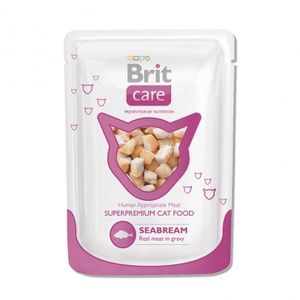 Brit
care
PREVENTION BY NUTRITION
Human Appropriate Meat
SUPERPREMIUM CAT FOOD
SEABREAM
Real meat in gravy